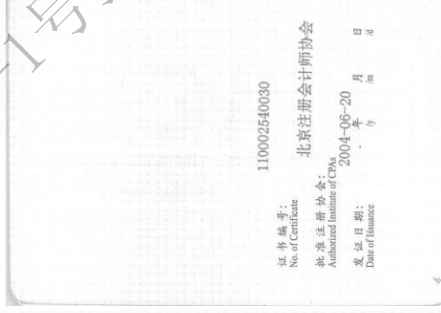 证书编号:
No. of Certificate
110002540030
批准注册协会:
Authorized Institute of CPAs
北京注册会计师协会
发证日期:
Date of Issuance
2004-06-20
年 月 日
/y /m /d